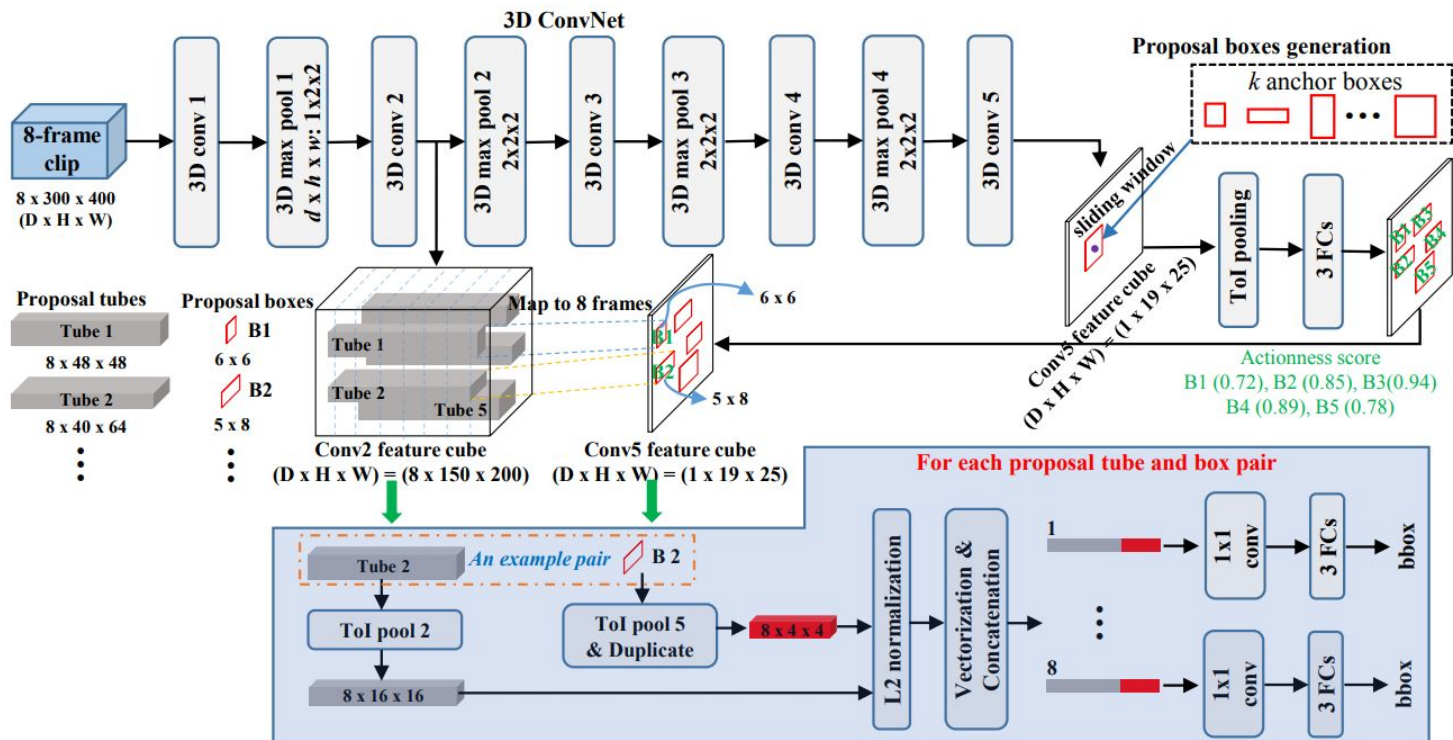 3D ConvNet
8-frame
clip
8 x 300 x 400
(D x H x W)
3D conv 1
3D max pool 1
d x h x w: 1x2x2
3D conv 2
3D max pool 2
2x2x2
3D conv 3
3D max pool 3
2x2x2
3D conv 4
3D max pool 4
2x2x2
3D conv 5
Proposal boxes generation
k anchor boxes
sliding window
Conv5 feature cube
(D x H x W) = (1 x 19 x 25)
ToI pooling
3 FCs
B1
B3
B4
B2
B5
Actionness score
B1 (0.72), B2 (0.85), B3(0.94)
B4 (0.89), B5 (0.78)
Proposal tubes
Tube 1
8 x 48 x 48
Tube 2
8 x 40 x 64
Proposal boxes
B1
6 x 6
B2
5 x 8
Tube 1
Tube 2
Tube 5
Conv2 feature cube
(D x H x W) = (8 x 150 x 200)
Map to 8 frames
6 x 6
B1
B2
5 x 8
Conv5 feature cube
(D x H x W) = (1 x 19 x 25)
For each proposal tube and box pair
Tube 2
An example pair
B 2
ToI pool 2
8 x 16 x 16
ToI pool 5
& Duplicate
8 x 4 x 4
L2 normalization
Vectorization &
Concatenation
1
1x1
conv
3 FCs
bbox
8
1x1
conv
3 FCs
bbox